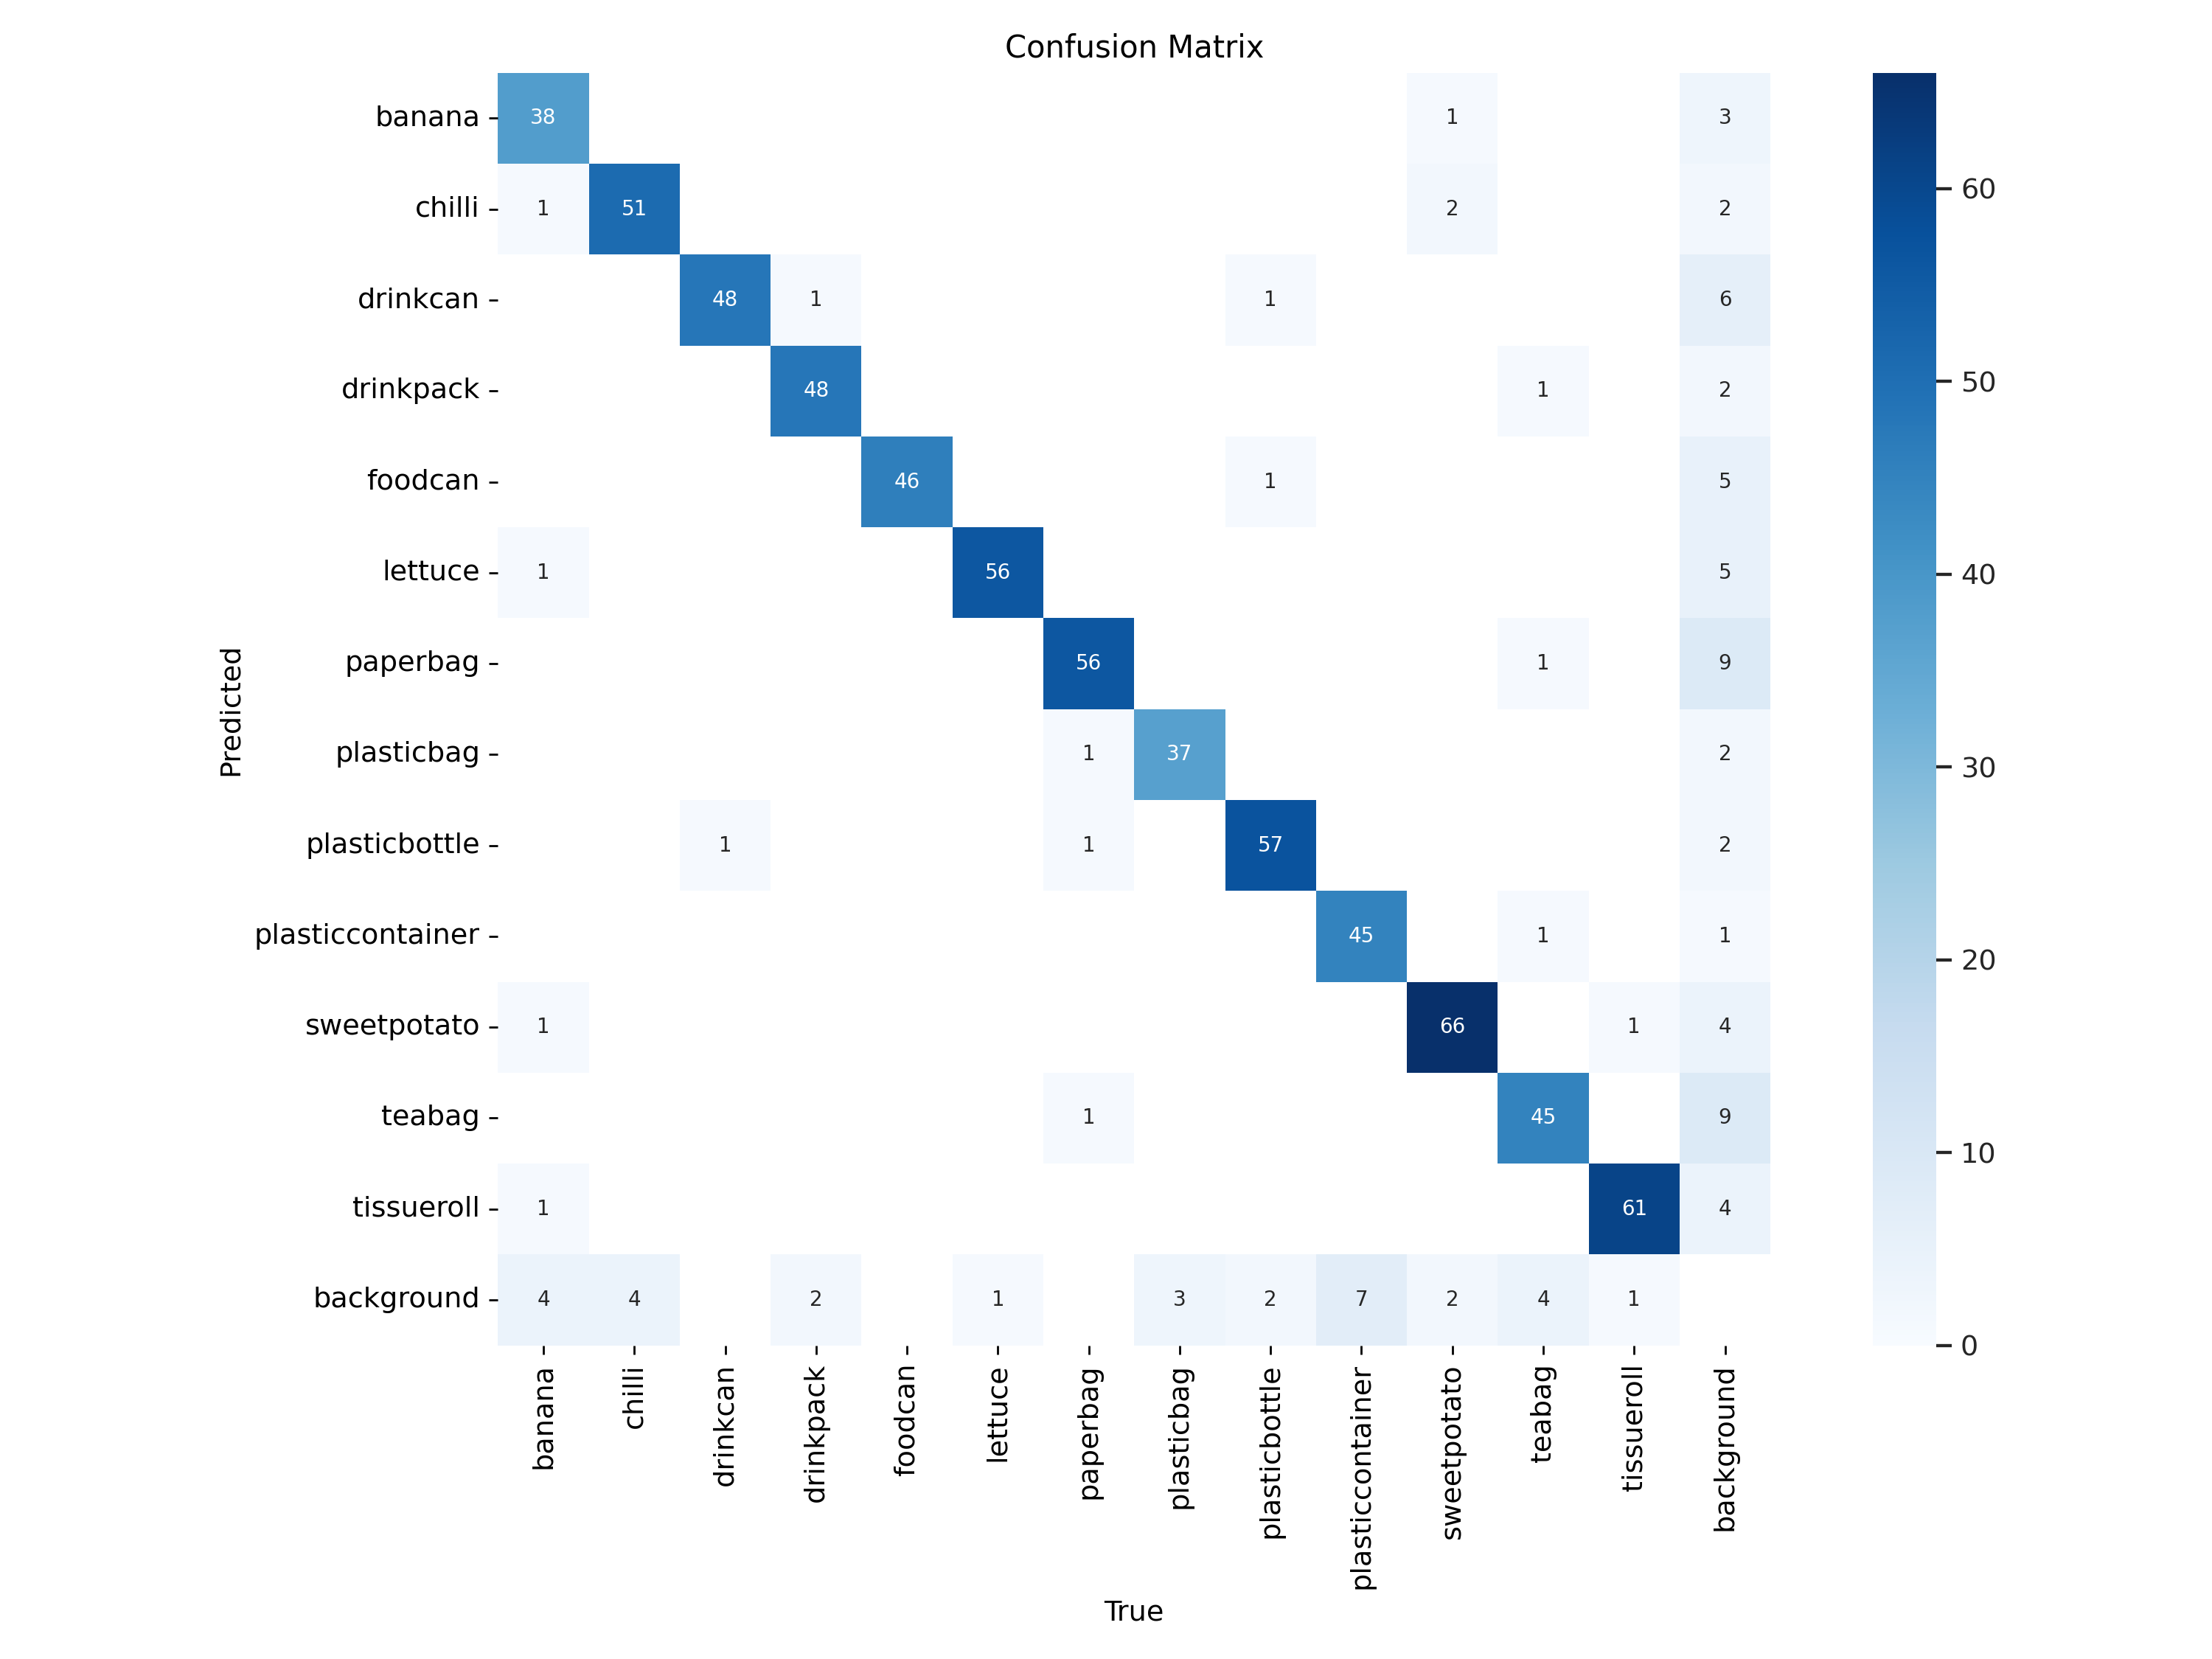 Confusion Matrix
banana 38 1 3
chilli 1 51 2 2
drinkcan 48 1 1 6
drinkpack 48 1 2
foodcan 46 1 5
lettuce 1 56 5
paperbag 56 1 9
plasticbag 1 37 2
plasticbottle 1 1 57 2
plasticcontainer 45 1 1
sweetpotato 1 66 1 4
teabag 1 45 9
tissueroll 1 61 4
background 4 4 2 1 3 2 7 2 4 1
Predicted
banana
chilli
drinkcan
drinkpack
foodcan
lettuce
paperbag
plasticbag
plasticbottle
plasticcontainer
sweetpotato
teabag
tissueroll
background
True
60
50
40
30
20
10
0